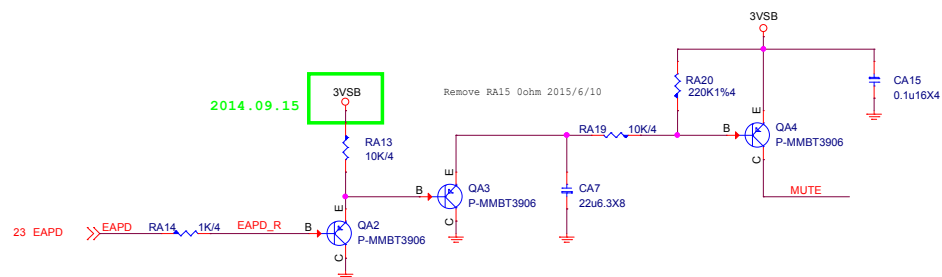 3VSB
2014.09.15
3VSB
Remove RA15 0ohm 2015/6/10
RA20
220K1%4
CA15
0.1u16X4
RA13
10K/4
RA19 10K/4
B
E
C
QA4
P-MMBT3906
B
E
C
QA3
P-MMBT3906
CA7
22u6.3X8
MUTE
23 EAPD
EAPD
RA14 1K/4
EAPD_R
B
E
C
QA2
P-MMBT3906